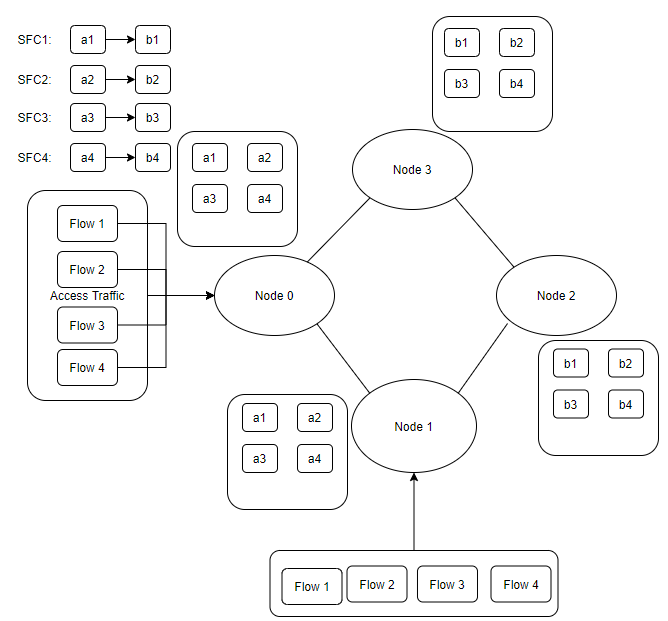 SFC1: a1 b1
SFC2: a2 b2
SFC3: a3 b3
SFC4: a4 b4
b1 b2
b3 b4
Node 3
a1 a2
a3 a4
Flow 1
Flow 2
Access Traffic
Flow 3
Flow 4
Node 0
Node 2
b1 b2
b3 b4
a1 a2
a3 a4
Node 1
Flow 1 Flow 2 Flow 3 Flow 4